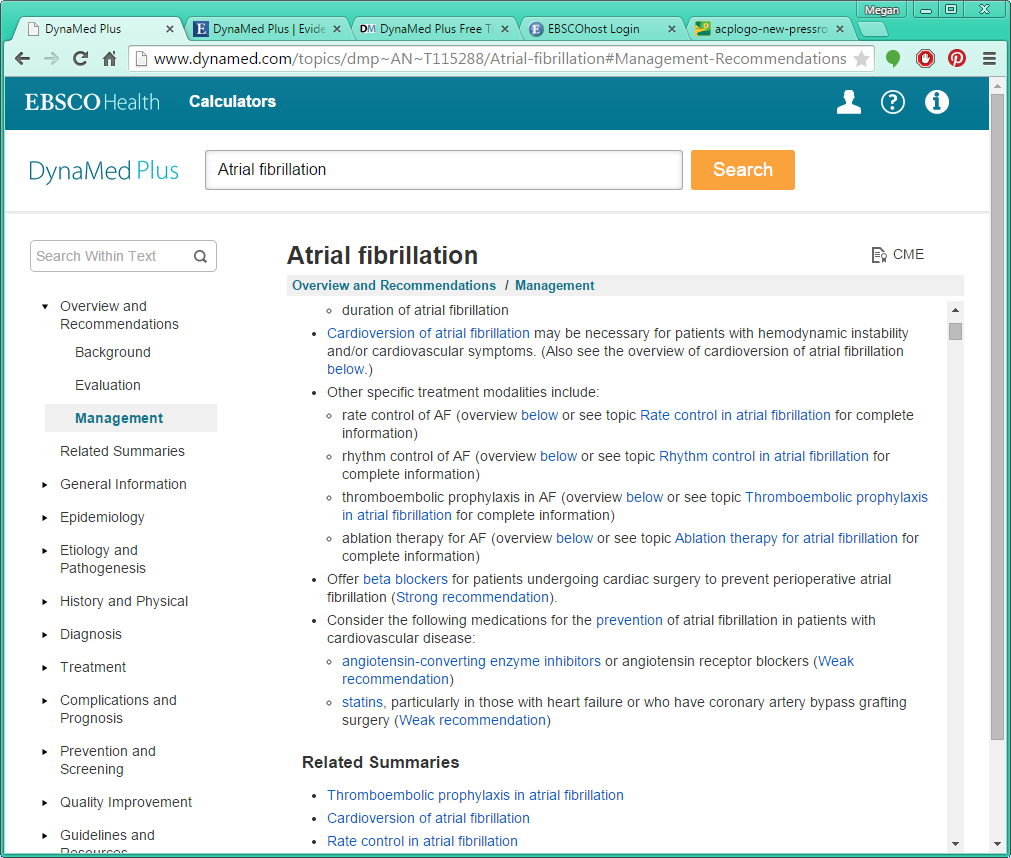 Megan
DynaMed Plus
DynaMed Plus | Evide
DM DynaMed Plus Free T
EBSCOhost Login
acplogo-new-pressro
www.dynamed.com/topics/dmp~AN~T115288/Atrial-fibrillation#Management-Recommendations
EBSCO Health
Calculators
DynaMed Plus
Atrial fibrillation
Search
Search Within Text
Overview and
Recommendations
Background
Evaluation
Management
Related Summaries
General Information
Epidemiology
Etiology and
Pathogenesis
History and Physical
Diagnosis
Treatment
Complications and
Prognosis
Prevention and
Screening
Quality Improvement
Guidelines and
Resources
Atrial fibrillation
CME
Overview and Recommendations / Management
duration of atrial fibrillation
Cardioversion of atrial fibrillation may be necessary for patients with hemodynamic instability
and/or cardiovascular symptoms. (Also see the overview of cardioversion of atrial fibrillation
below.)
Other specific treatment modalities include:
rate control of AF (overview below or see topic Rate control in atrial fibrillation for complete
information)
rhythm control of AF (overview below or see topic Rhythm control in atrial fibrillation for
complete information)
thromboembolic prophylaxis in AF (overview below or see topic Thromboembolic prophylaxis
in atrial fibrillation for complete information)
ablation therapy for AF (overview below or see topic Ablation therapy for atrial fibrillation for
complete information)
Offer beta blockers for patients undergoing cardiac surgery to prevent perioperative atrial
fibrillation (Strong recommendation).
Consider the following medications for the prevention of atrial fibrillation in patients with
cardiovascular disease:
angiotensin-converting enzyme inhibitors or angiotensin receptor blockers (Weak
recommendation)
statins, particularly in those with heart failure or who have coronary artery bypass grafting
surgery (Weak recommendation)
Related Summaries
Thromboembolic prophylaxis in atrial fibrillation
Cardioversion of atrial fibrillation
Rate control in atrial fibrillation